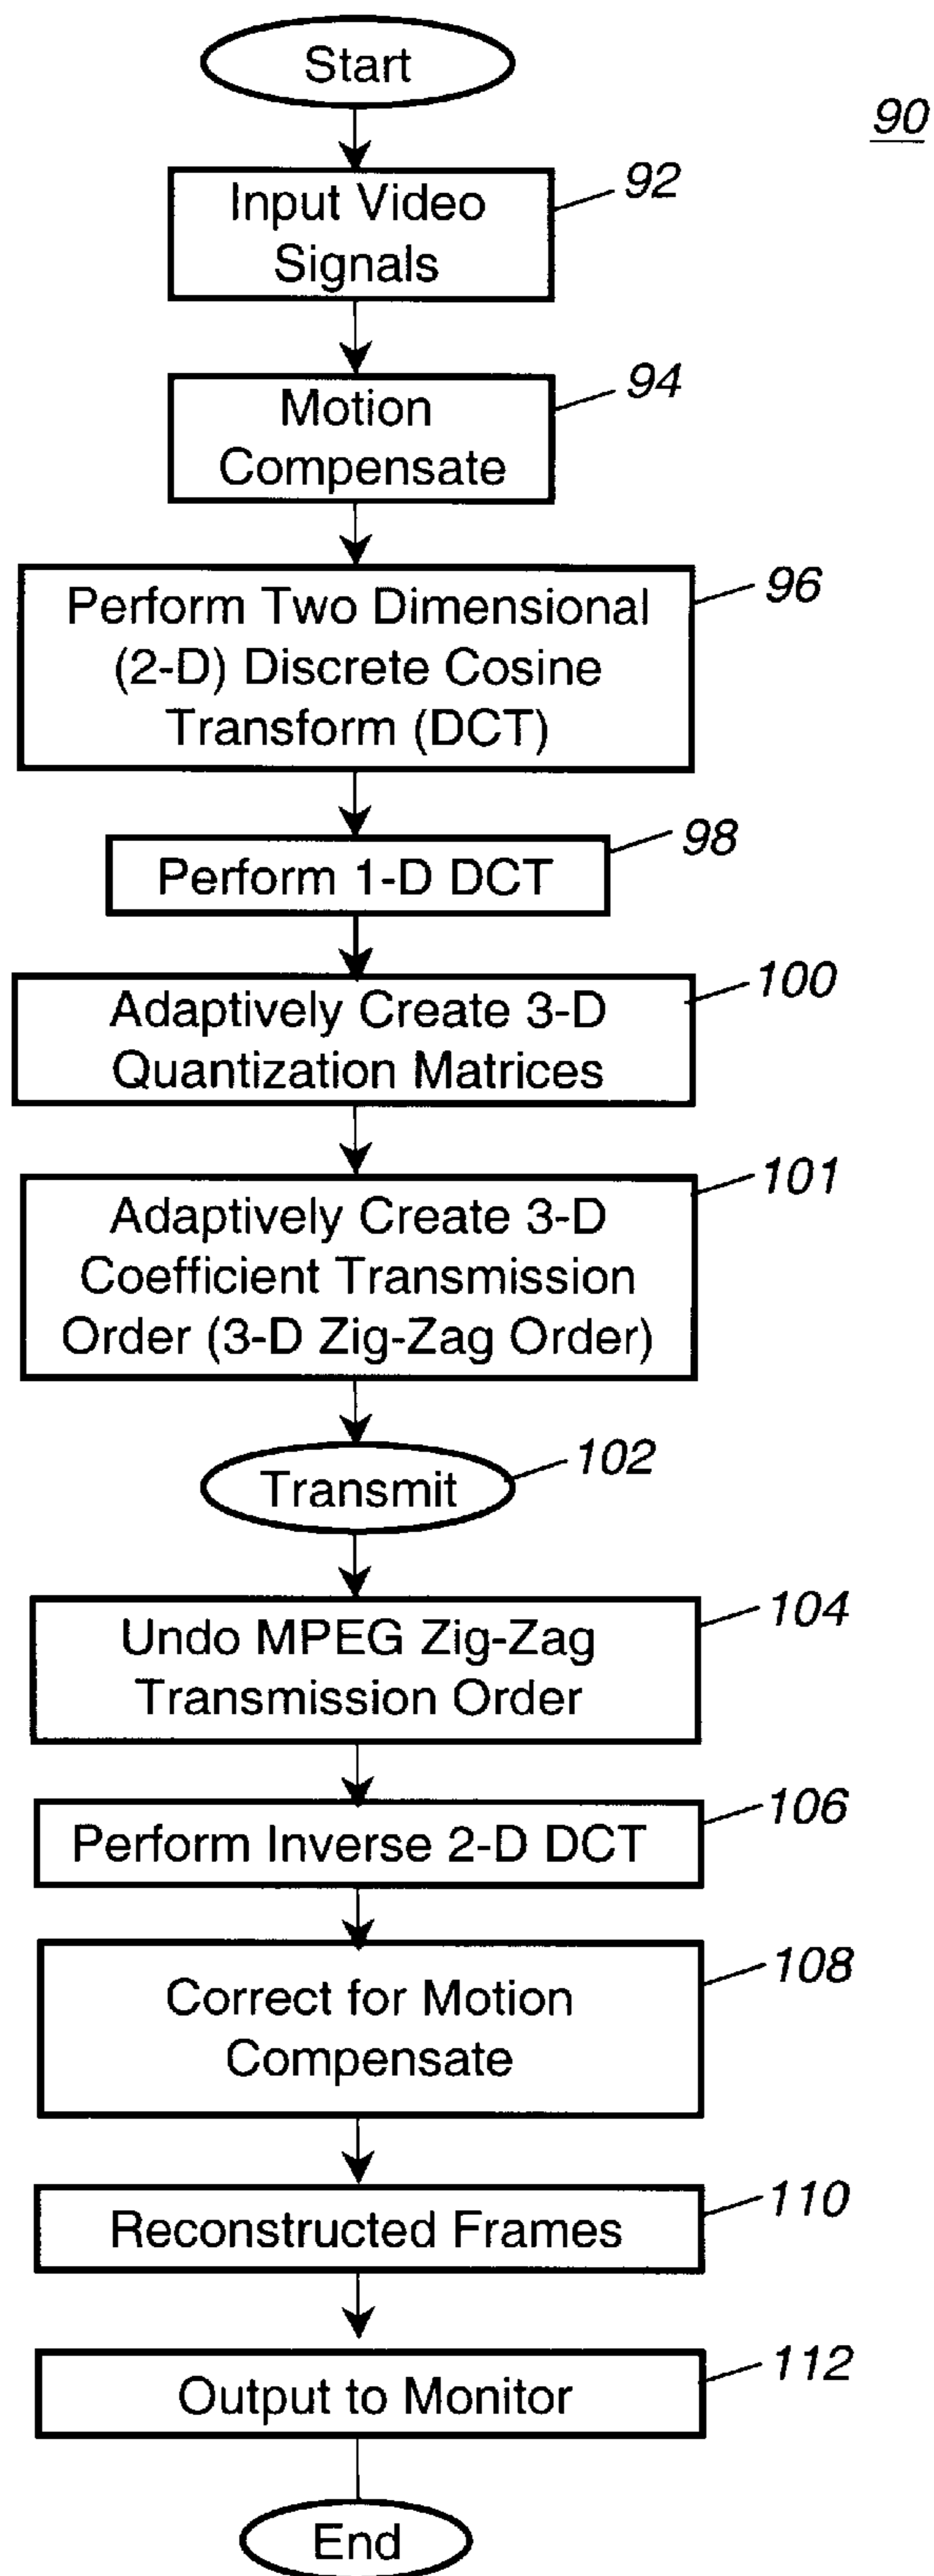 Start
90
Input Video
Signals
92
Motion
Compensate
94
Perform Two Dimensional
(2-D) Discrete Cosine
Transform (DCT)
96
Perform 1-D DCT
98
Adaptively Create 3-D
Quantization Matrices
100
Adaptively Create 3-D
Coefficient Transmission
Order (3-D Zig-Zag Order)
101
Transmit
102
Undo MPEG Zig-Zag
Transmission Order
104
Perform Inverse 2-D DCT
106
Correct for Motion
Compensate
108
Reconstructed Frames
110
Output to Monitor
112
End